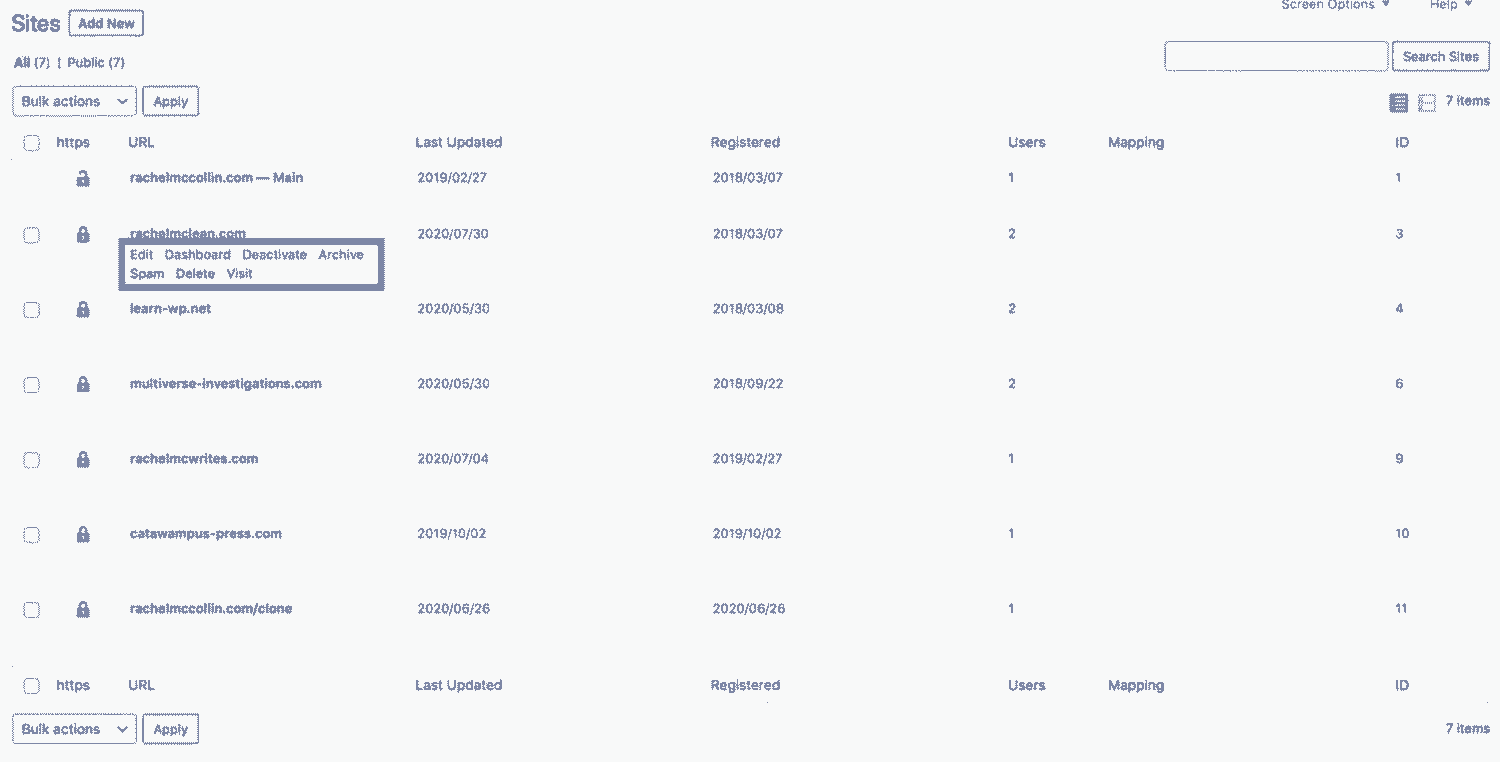 Screen Options ▼ Help ▼
Sites Add New
All (7) | Public (7)
Search Sites
Bulk actions Apply 7 items
https URL Last Updated Registered Users Mapping ID
rachelmccollin.com — Main 2019/02/27 2018/03/07 1 1
rachelmclean.com 2020/07/30 2018/03/07 2 3
Edit Dashboard Deactivate Archive
Spam Delete Visit
learn-wp.net 2020/05/30 2018/03/08 2 4
multiverse-investigations.com 2020/05/30 2018/09/22 2 6
rachelmcwrites.com 2020/07/04 2019/02/27 1 9
catawampus-press.com 2019/10/02 2019/10/02 1 10
rachelmccollin.com/clone 2020/06/26 2020/06/26 1 11
https URL Last Updated Registered Users Mapping ID
Bulk actions Apply 7 items